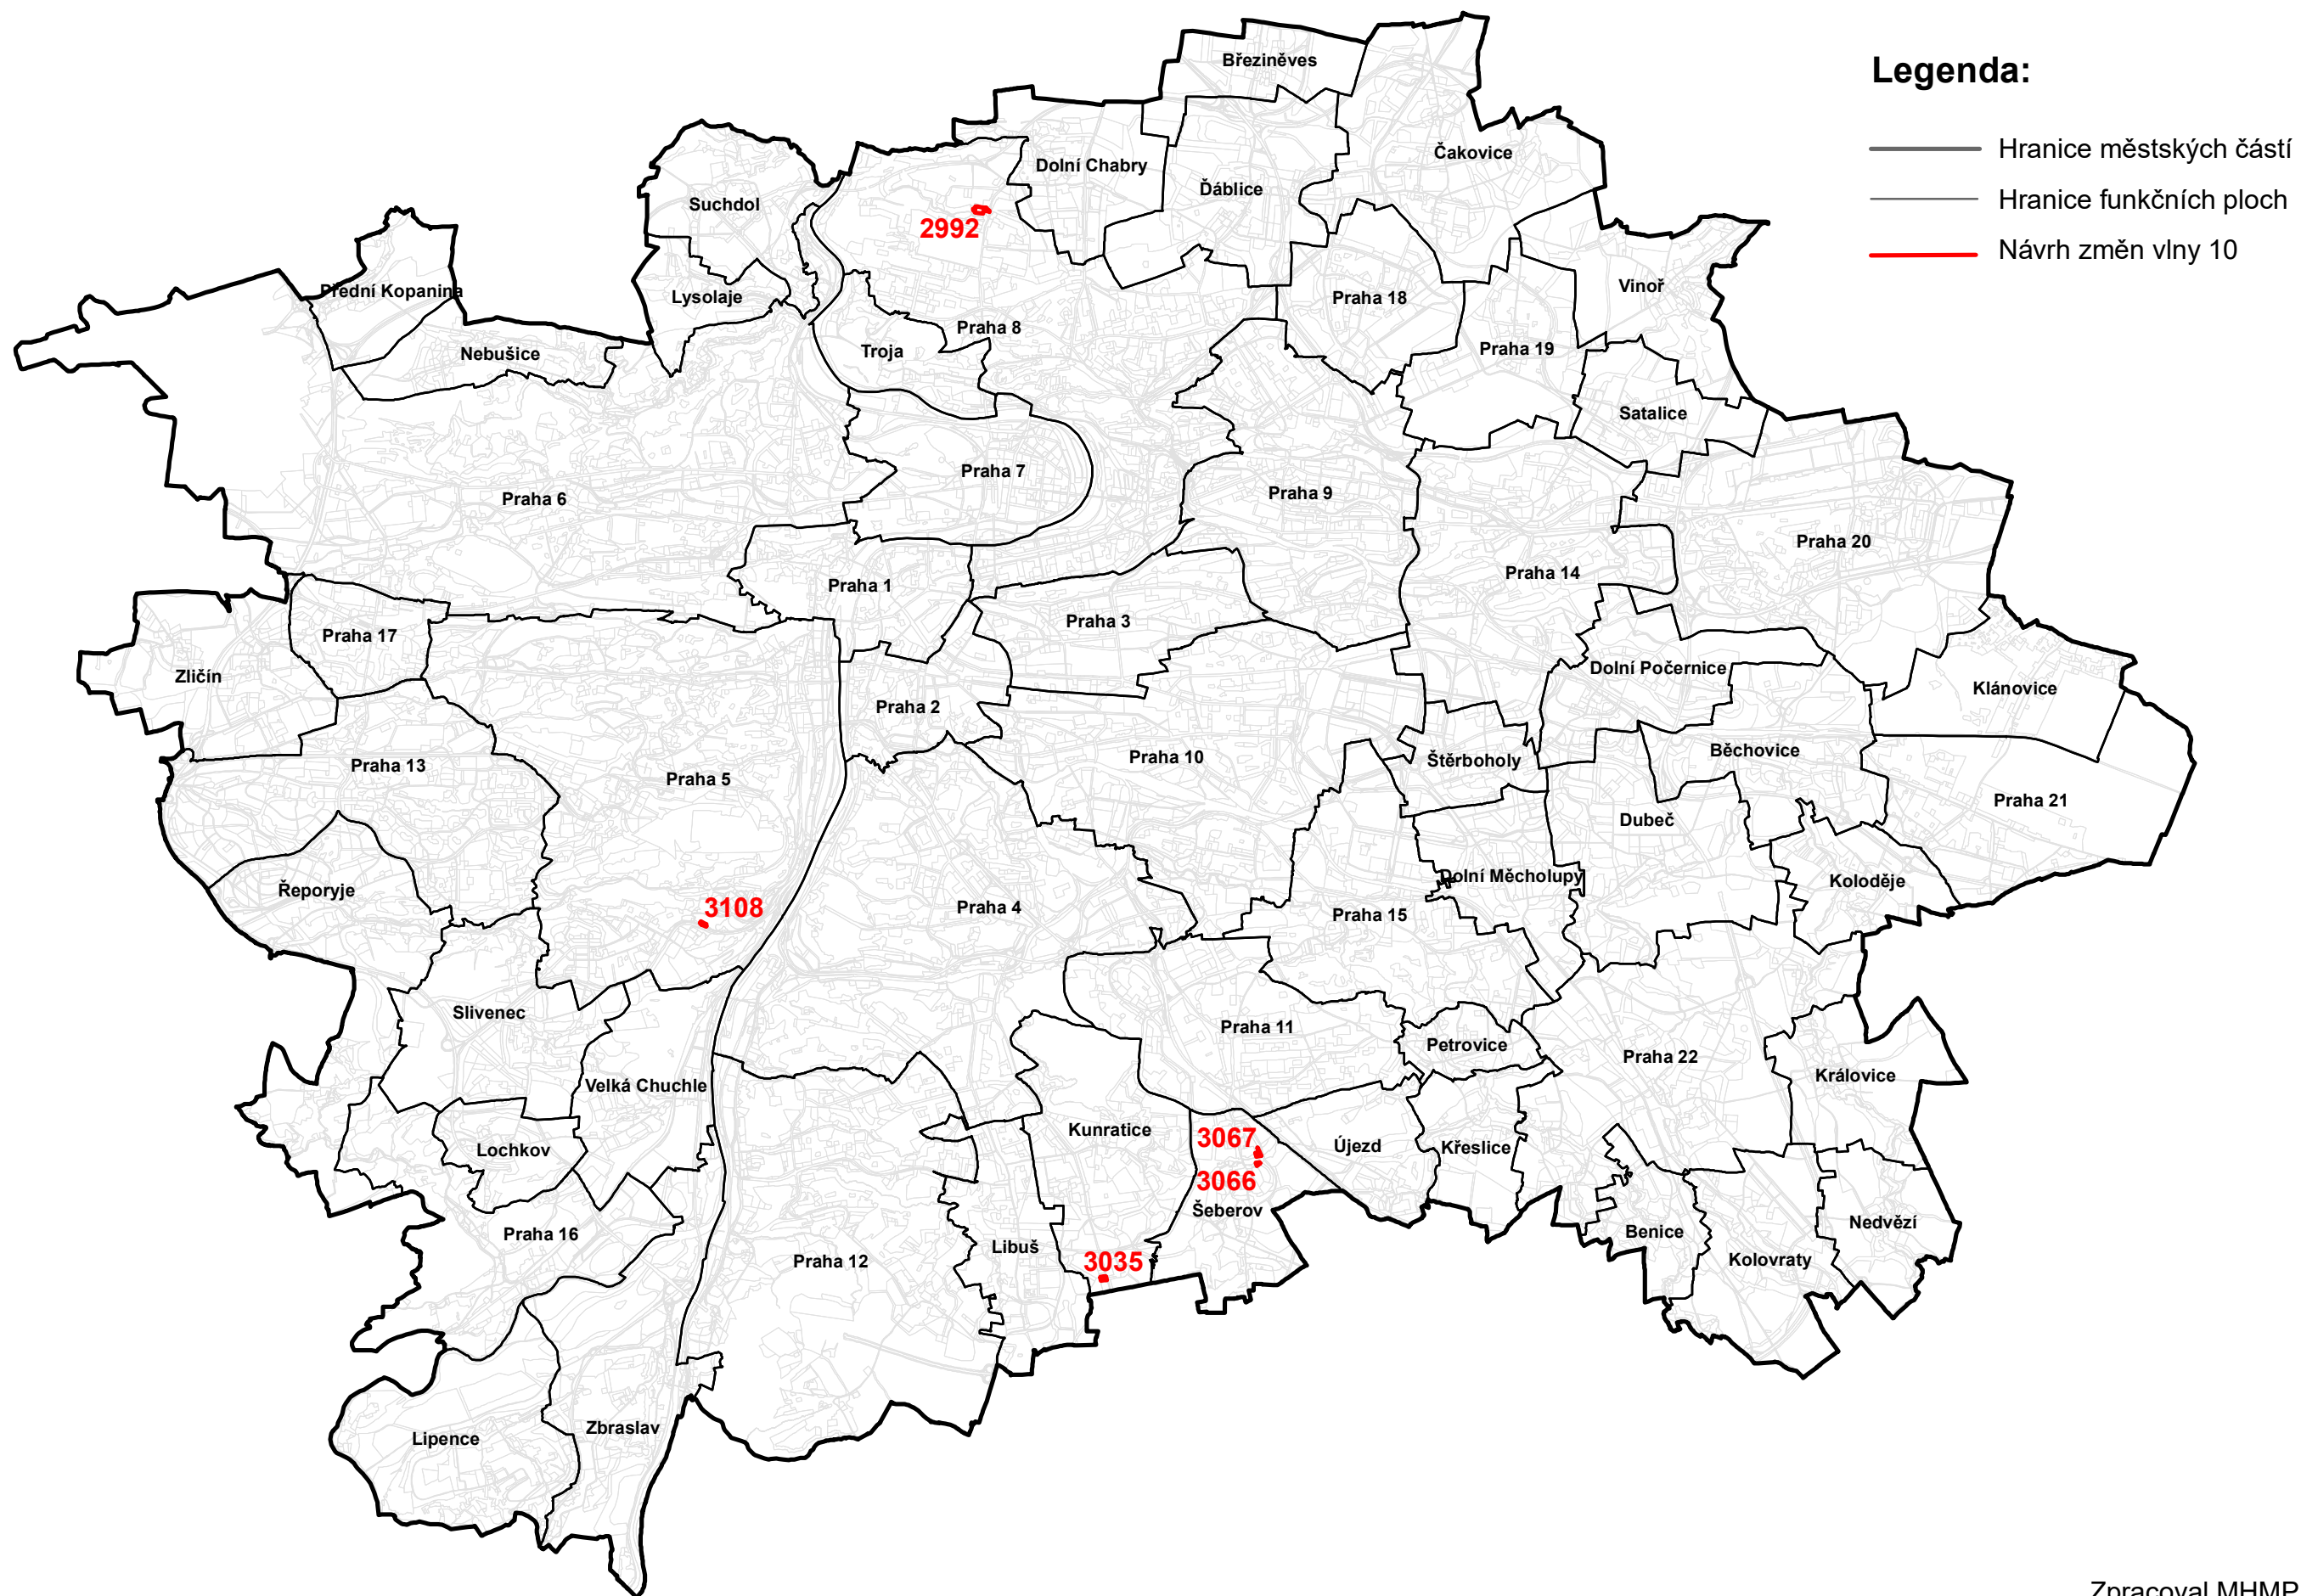 Legenda:
Hranice městských částí
Hranice funkčních ploch
Návrh změn vlny 10
Březiněves
Čakovice
Dolní Chabry
Ďáblice
Suchdol
2992
Přední Kopanina
Lysolaje
Vinoř
Praha 18
Praha 8
Troja
Nebušice
Praha 19
Satalice
Praha 7
Praha 6
Praha 9
Praha 20
Praha 14
Praha 1
Praha 3
Praha 17
Zličín
Dolní Počernice
Klánovice
Praha 2
Běchovice
Praha 10
Štěrboholy
Praha 13
Praha 5
Praha 21
Dubeč
Řeporyje
Dolní Měcholupy
Koloděje
3108
Praha 4
Praha 15
Slivenec
Praha 11
Petrovice
Praha 22
Královice
Velká Chuchle
Kunratice
3067
Újezd
Křeslice
Lochkov
3066
Šeberov
Nedvězí
Praha 16
Benice
Libuš
3035
Praha 12
Kolovraty
Zbraslav
Lipence
Zpracoval MHMP